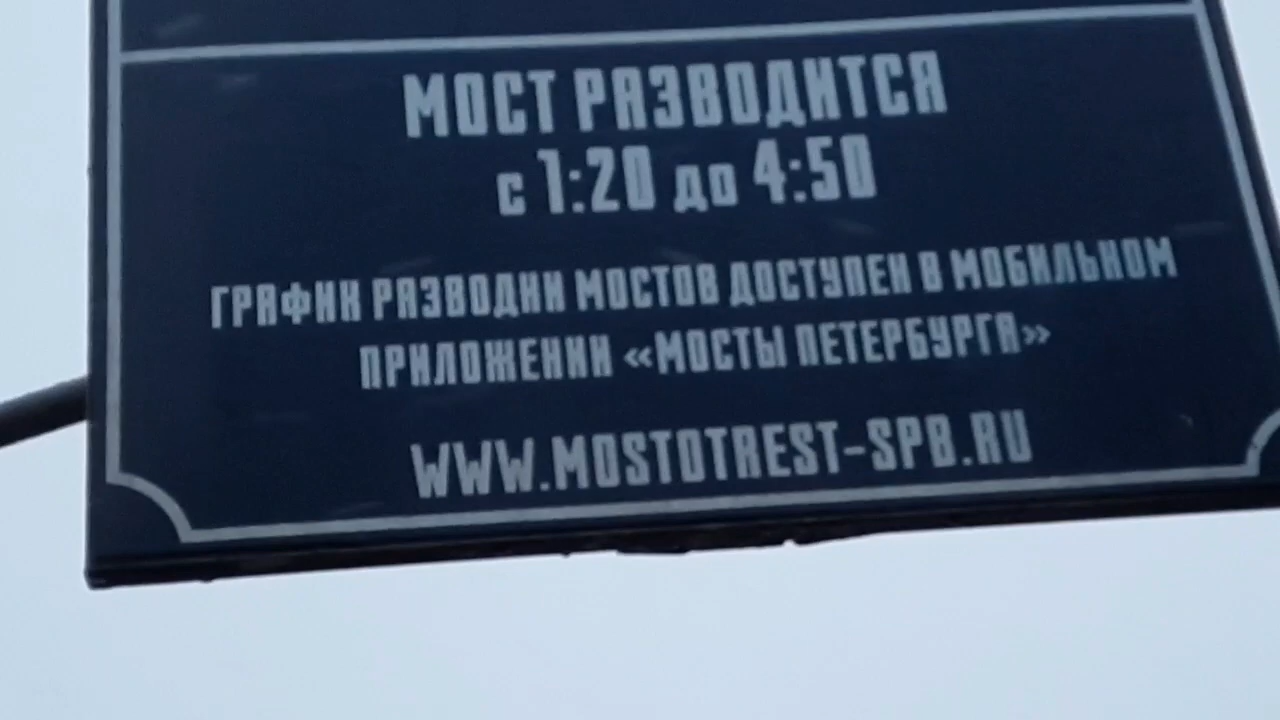 МОСТ РАЗВОДИТСЯ
с 1:20 до 4:50
ГРАФИК РАЗВОДКИ МОСТОВ ДОСТУПЕН В МОБИЛЬНОМ
ПРИЛОЖЕНИИ «МОСТЫ ПЕТЕРБУРГА»
WWW.MOSTOTREST-SPB.RU